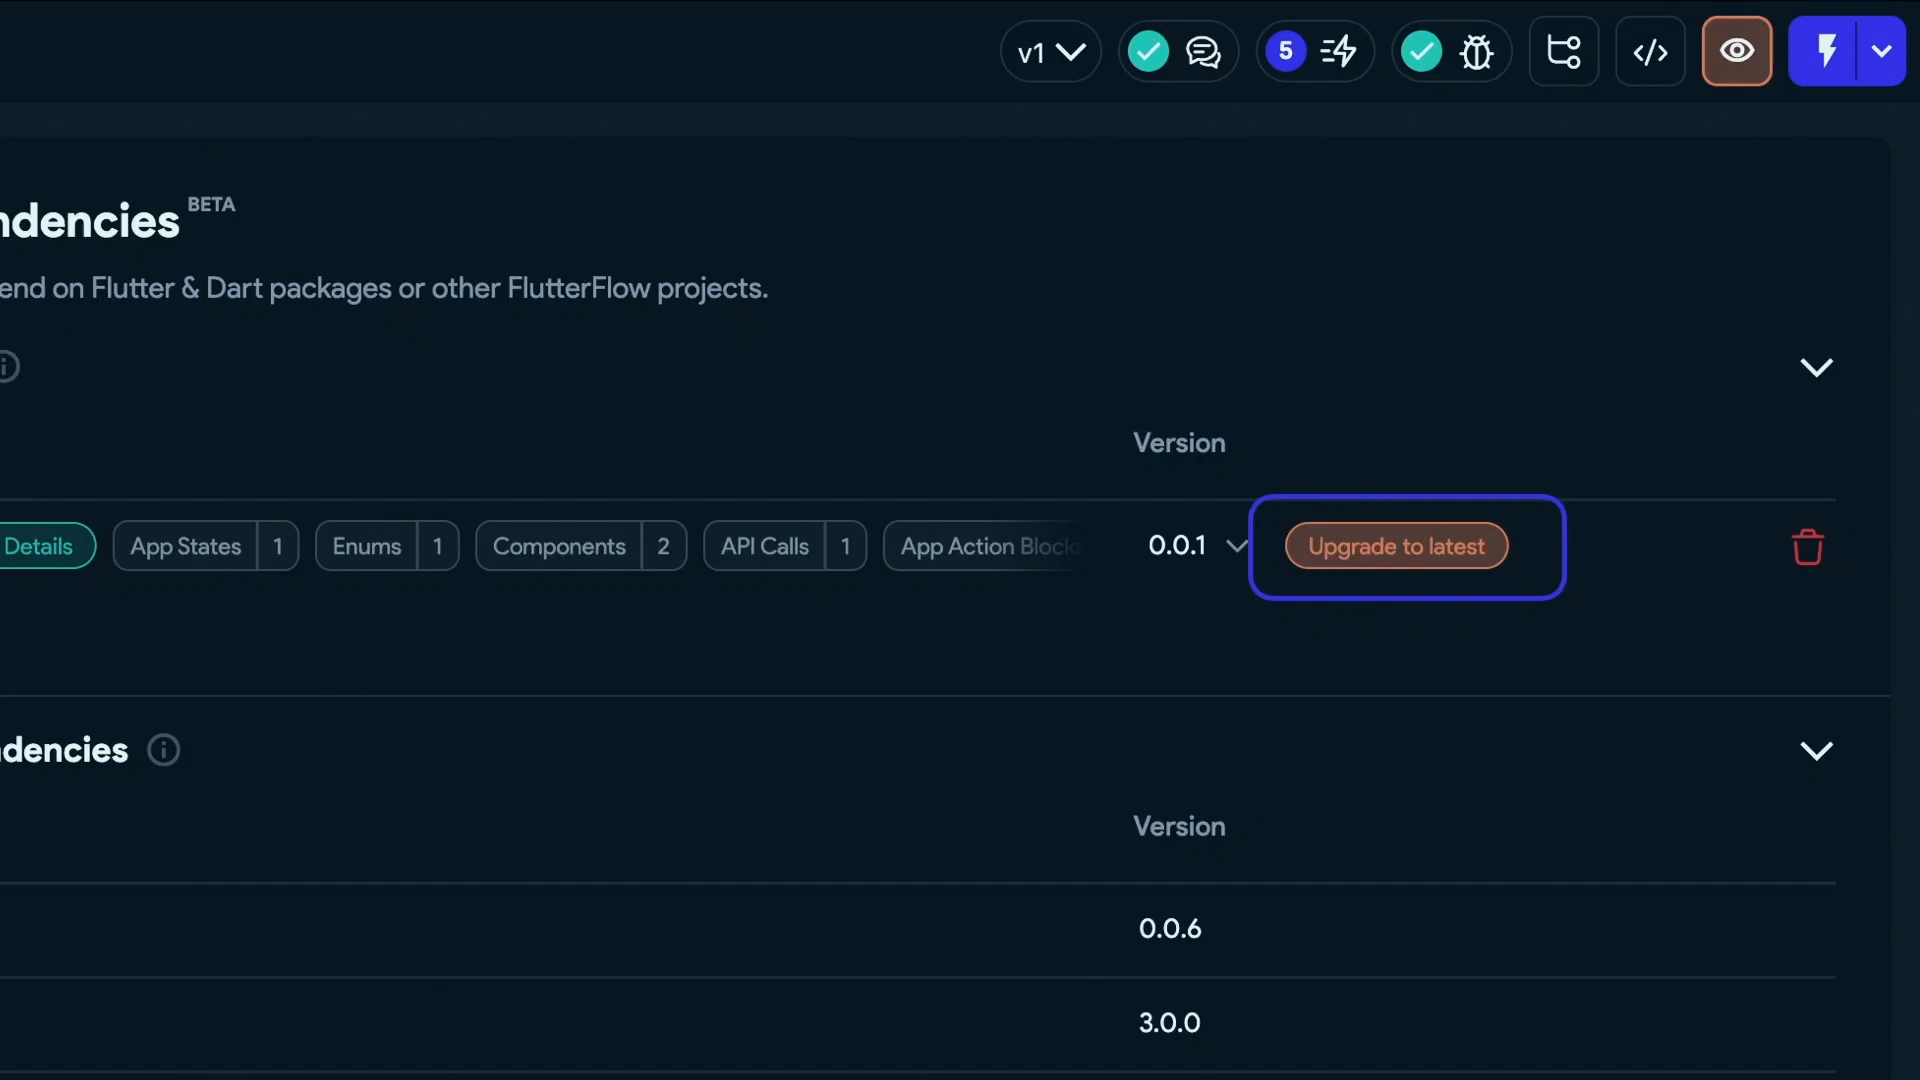 v1 5
ndencies BETA
end on Flutter & Dart packages or other FlutterFlow projects.
Version
Details App States 1 Enums 1 Components 2 API Calls 1 App Action Blocks 0.0.1 Upgrade to latest
dencies
Version
0.0.6
3.0.0